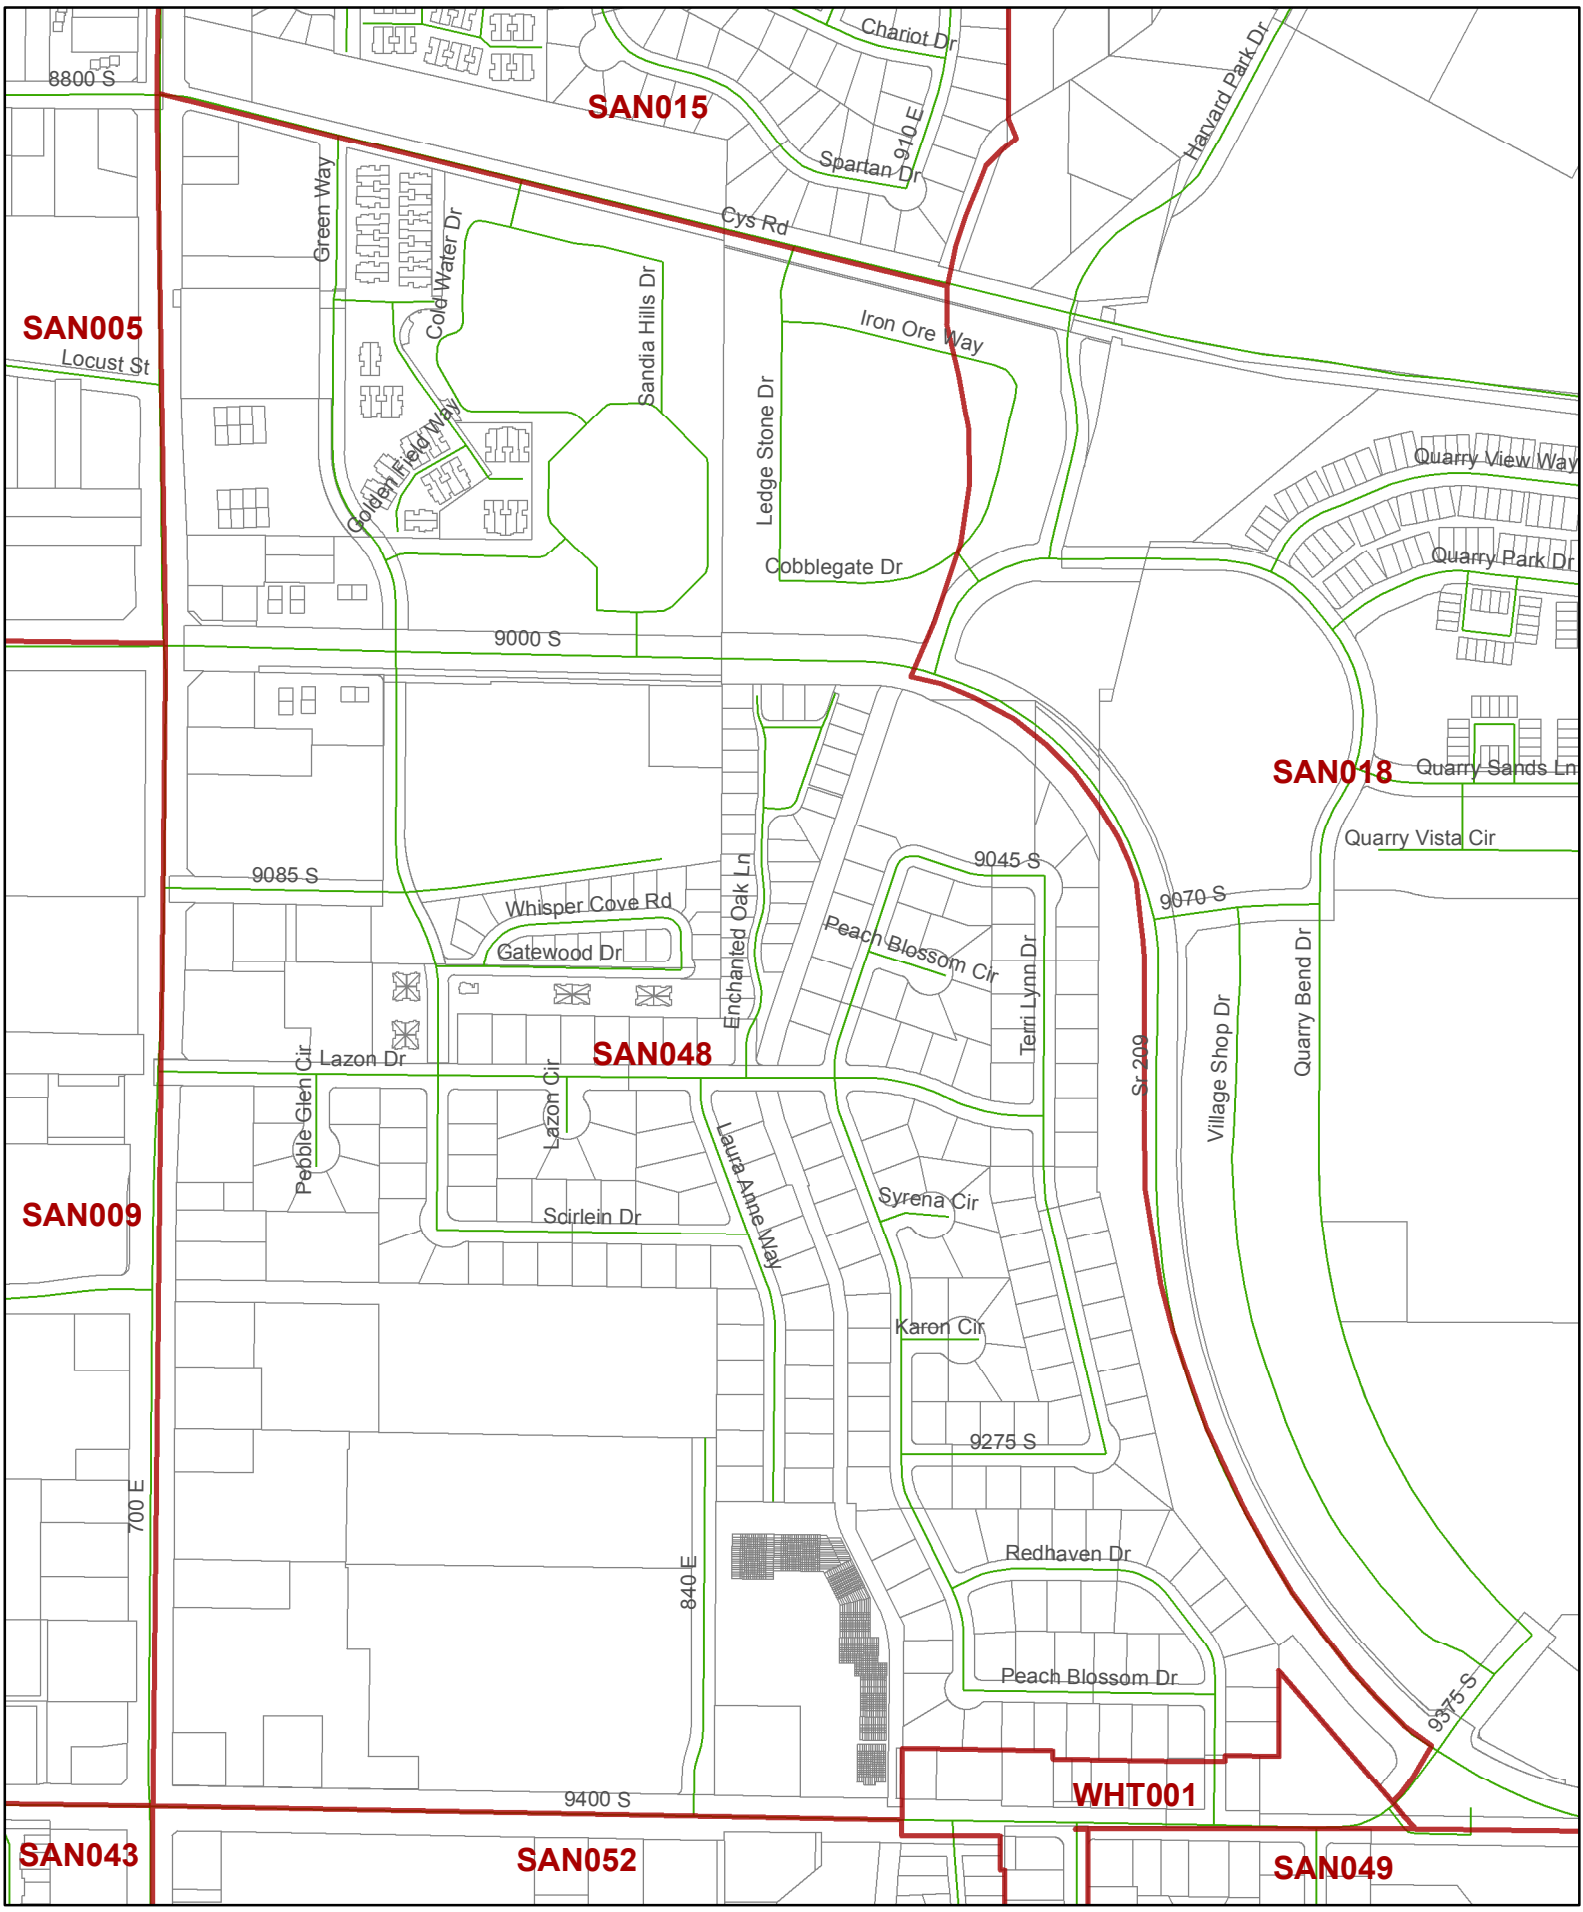 Chariot Dr
8800 S
Harvard Park Dr
SAN015
910 E
Spartan Dr
Green Way
Cys Rd
Cold Water Dr
Sandia Hills Dr
SAN005
Iron Ore Way
Locust St
Ledge Stone Dr
Golden Field Way
Quarry View Way
Quarry Park Dr
Cobblegate Dr
9000 S
SAN018
Quarry Sands Ln
Quarry Vista Cir
9045 S
9085 S
Whisper Cove Rd
9070 S
Enchanted Oak Ln
Peach Blossom Cir
Gatewood Dr
Terri Lynn Dr
Quarry Bend Dr
Village Shop Dr
SAN048
Lazon Dr
Sr 209
Pebble Glen Cir
Lazon Cir
Laura Anne Way
Syrena Cir
SAN009
Scirlein Dr
Karon Cir
9275 S
700 E
Redhaven Dr
840 E
Peach Blossom Dr
9375 S
WHT001
9400 S
SAN043
SAN052
SAN049